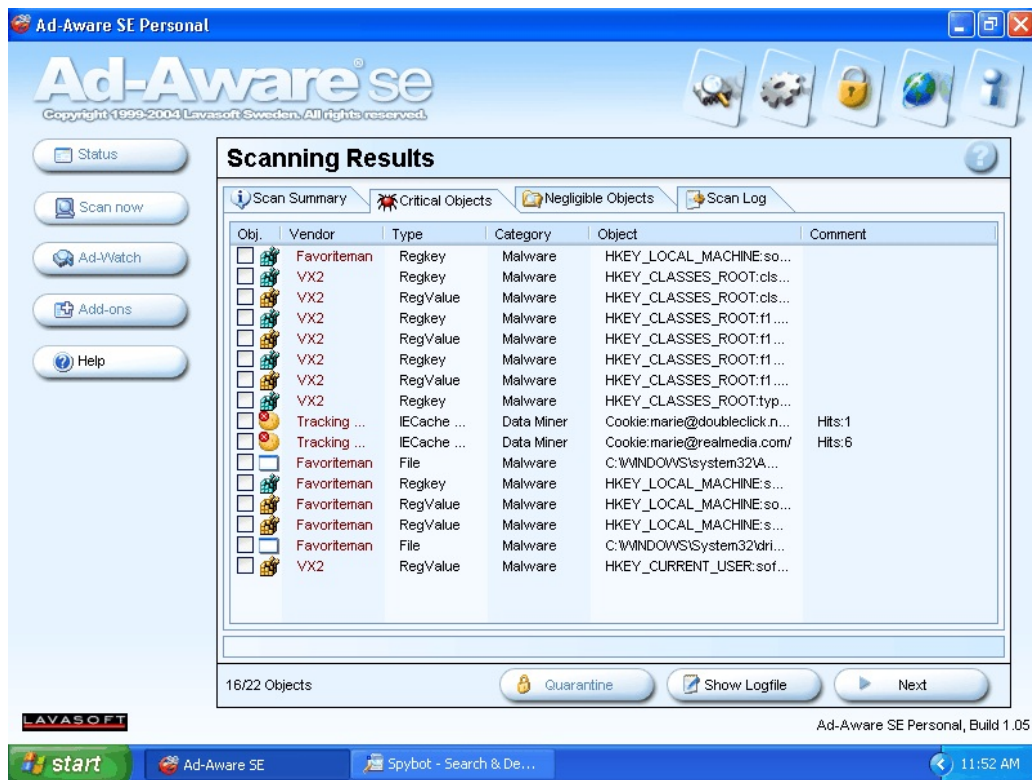 Ad-Aware SE Personal
Ad-Aware® se
Copyright 1999-2004 Lavasoft Sweden. All rights reserved.
Status
Scan now
Ad-Watch
Add-ons
Help
Scanning Results
Scan Summary Critical Objects Negligible Objects Scan Log
Obj. Vendor Type Category Object Comment
Favoriteman Regkey Malware HKEY_LOCAL_MACHINE:so...
VX2 Regkey Malware HKEY_CLASSES_ROOT:cls...
VX2 RegValue Malware HKEY_CLASSES_ROOT:cls...
VX2 Regkey Malware HKEY_CLASSES_ROOT:f1....
VX2 RegValue Malware HKEY_CLASSES_ROOT:f1....
VX2 Regkey Malware HKEY_CLASSES_ROOT:f1...
VX2 RegValue Malware HKEY_CLASSES_ROOT:f1....
VX2 Regkey Malware HKEY_CLASSES_ROOT:typ...
Tracking ... IECache ... Data Miner Cookie:marie@doubleclick.n... Hits:1
Tracking ... IECache ... Data Miner Cookie:marie@realmedia.com/ Hits:6
Favoriteman File Malware C:\WINDOWS\system32\A...
Favoriteman Regkey Malware HKEY_LOCAL_MACHINE:s...
Favoriteman RegValue Malware HKEY_LOCAL_MACHINE:so...
Favoriteman RegValue Malware HKEY_LOCAL_MACHINE:s...
Favoriteman File Malware C:\WINDOWS\System32\dri...
VX2 RegValue Malware HKEY_CURRENT_USER:sof...
16/22 Objects Quarantine Show Logfile Next
LAVASOFT
Ad-Aware SE Personal, Build 1.05
start Ad-Aware SE Spybot - Search & De... 11:52 AM